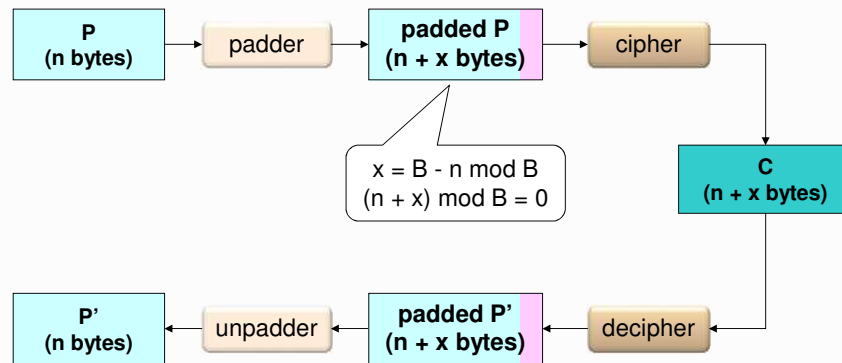 P
(n bytes)
padder
padded P
(n + x bytes)
cipher
x = B - n mod B
(n + x) mod B = 0
C
(n + x bytes)
P'
(n bytes)
unpadder
padded P'
(n + x bytes)
decipher